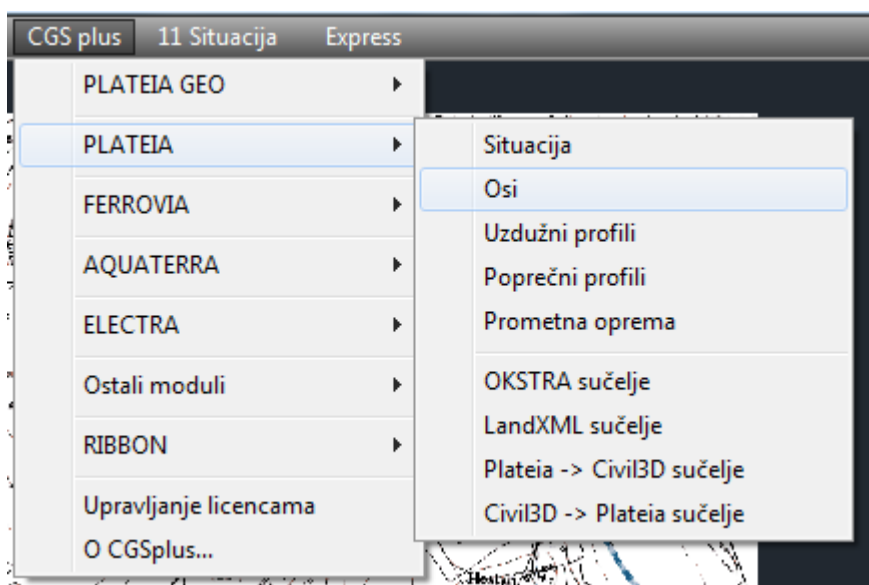 CGS plus 11 Situacija Express
PLATEIA GEO
PLATEIA
FERROVIA
AQUATERRA
ELECTRA
Ostali moduli
RIBBON
Upravljanje licencama
O CGSplus...
Situacija
Osi
Uzdužni profili
Poprečni profili
Prometna oprema
OKSTRA sučelje
LandXML sučelje
Plateia -> Civil3D sučelje
Civil3D -> Plateia sučelje